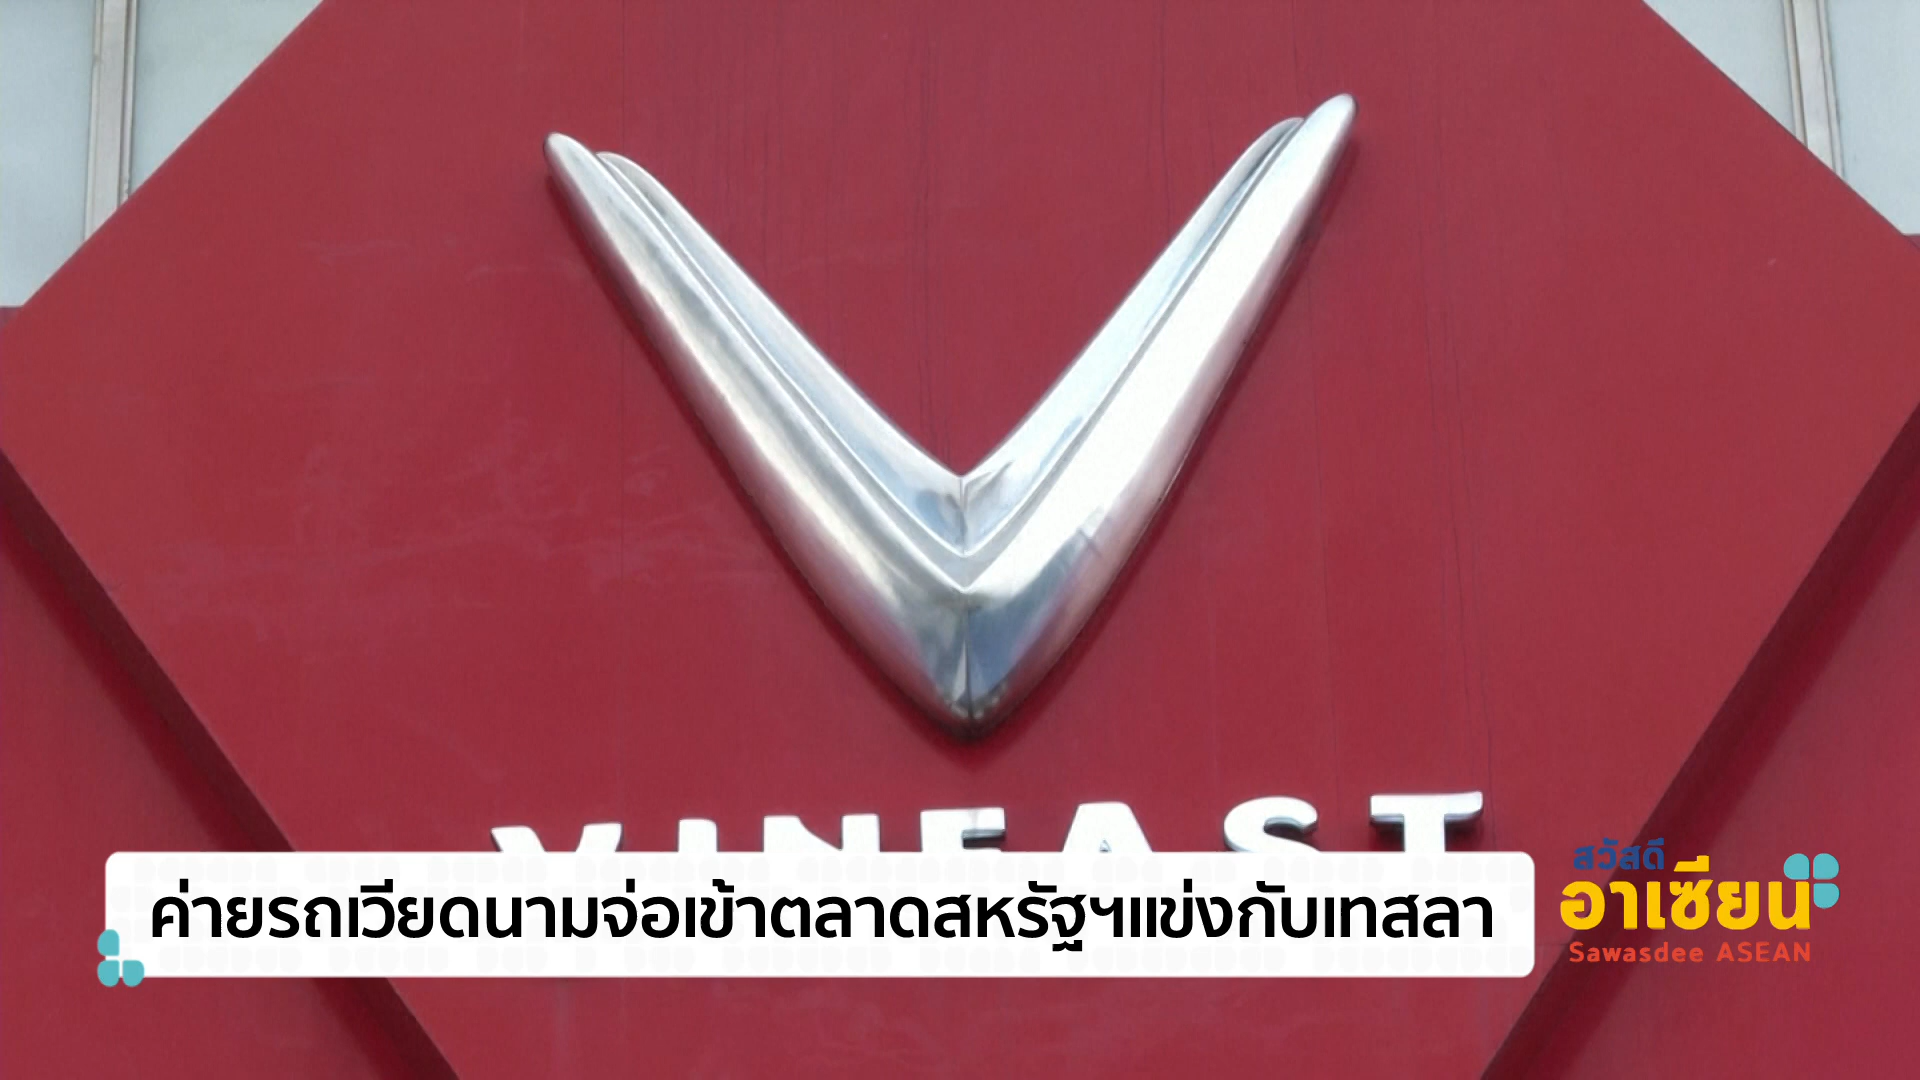 VINFAST
ค่ายรถเวียดนามจ่อเข้าตลาดสหรัฐฯแข่งกับเทสลา
สวัสดี
อาเซียน
Sawasdee ASEAN